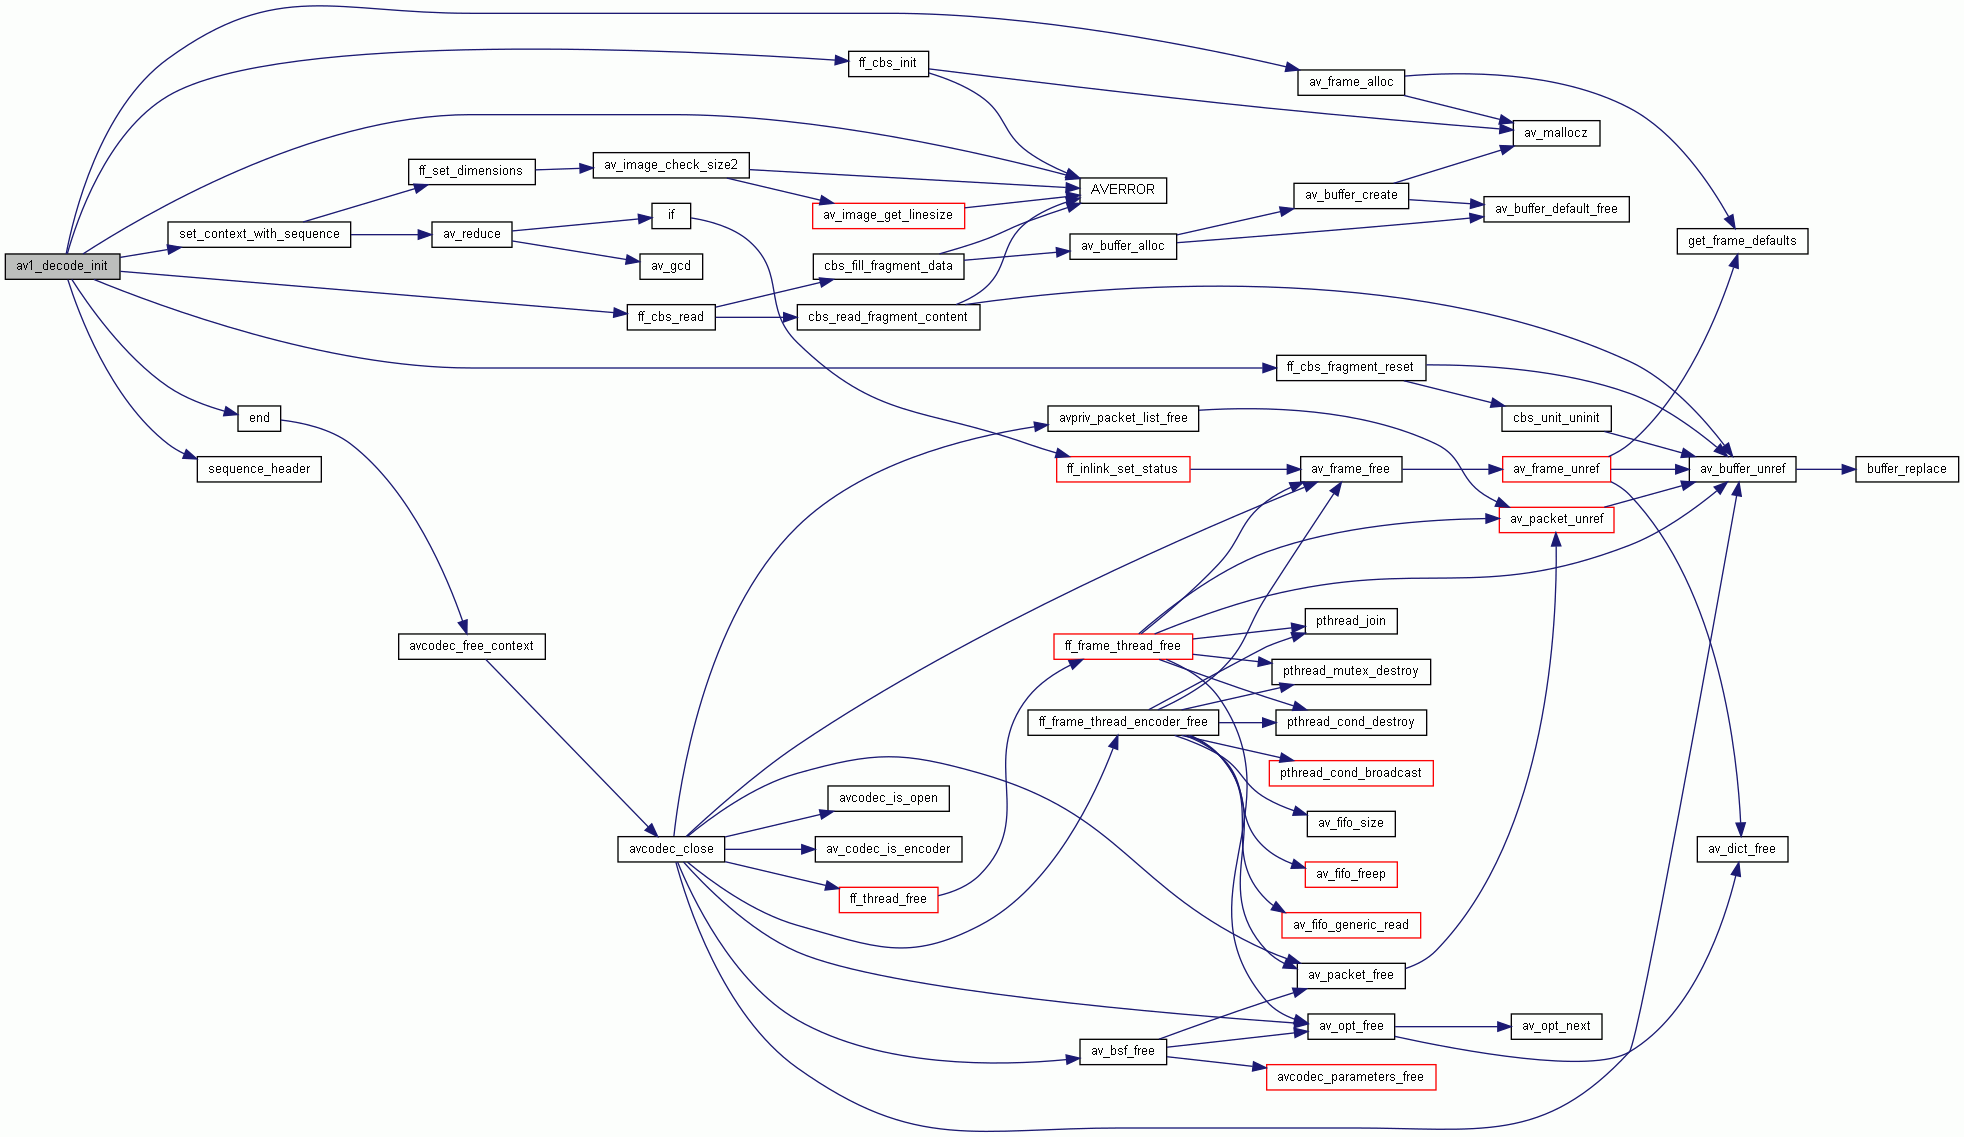 ff_cbs_init
av_frame_alloc
av_mallocz
av_image_check_size2
ff_set_dimensions
AVERROR
av_buffer_create
av_buffer_default_free
av_image_get_linesize
if
set_context_with_sequence
av_reduce
av_buffer_alloc
get_frame_defaults
av1_decode_init
av_gcd
cbs_fill_fragment_data
ff_cbs_read
cbs_read_fragment_content
ff_cbs_fragment_reset
end
avpriv_packet_list_free
cbs_unit_uninit
sequence_header
ff_inlink_set_status
av_frame_free
av_frame_unref
av_buffer_unref
buffer_replace
av_packet_unref
pthread_join
avcodec_free_context
ff_frame_thread_free
pthread_mutex_destroy
ff_frame_thread_encoder_free
pthread_cond_destroy
pthread_cond_broadcast
avcodec_is_open
av_fifo_size
avcodec_close
av_codec_is_encoder
av_dict_free
av_fifo_freep
ff_thread_free
av_fifo_generic_read
av_packet_free
av_opt_free
av_opt_next
av_bsf_free
avcodec_parameters_free